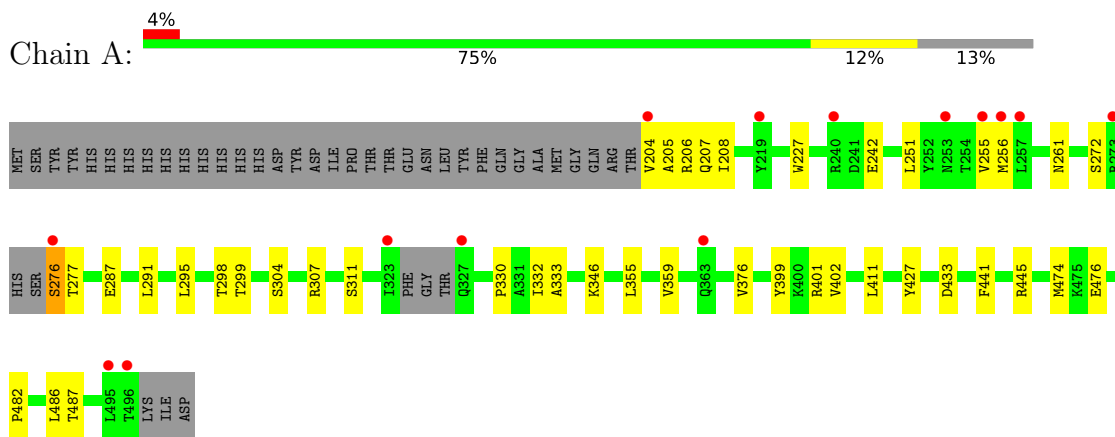 4%
Chain A:
75% 12% 13%
MET SER TYR TYR HIS HIS HIS HIS HIS HIS HIS HIS HIS HIS ASP TYR ASP ILE PRO THR THR GLU ASN LEU TYR PHE GLN GLY ALA MET GLY GLN ARG THR V204 A205 R206 Q207 I208 Y219 W227 R240 D241 E242 L251 Y252 N253 T254 V255 M256 L257 N261 S272
HIS SER S276 T277 E287 L291 L295 T298 T299 S304 R307 S311 I323 PHE GLY THR Q327 P330 A331 I332 A333 K346 L355 V359 Q363 V376 Y399 K400 R401 V402 L411 Y427 D433 F441 R445 M474 K475 E476
P482 L486 T487 L495 T496 LYS ILE ASP